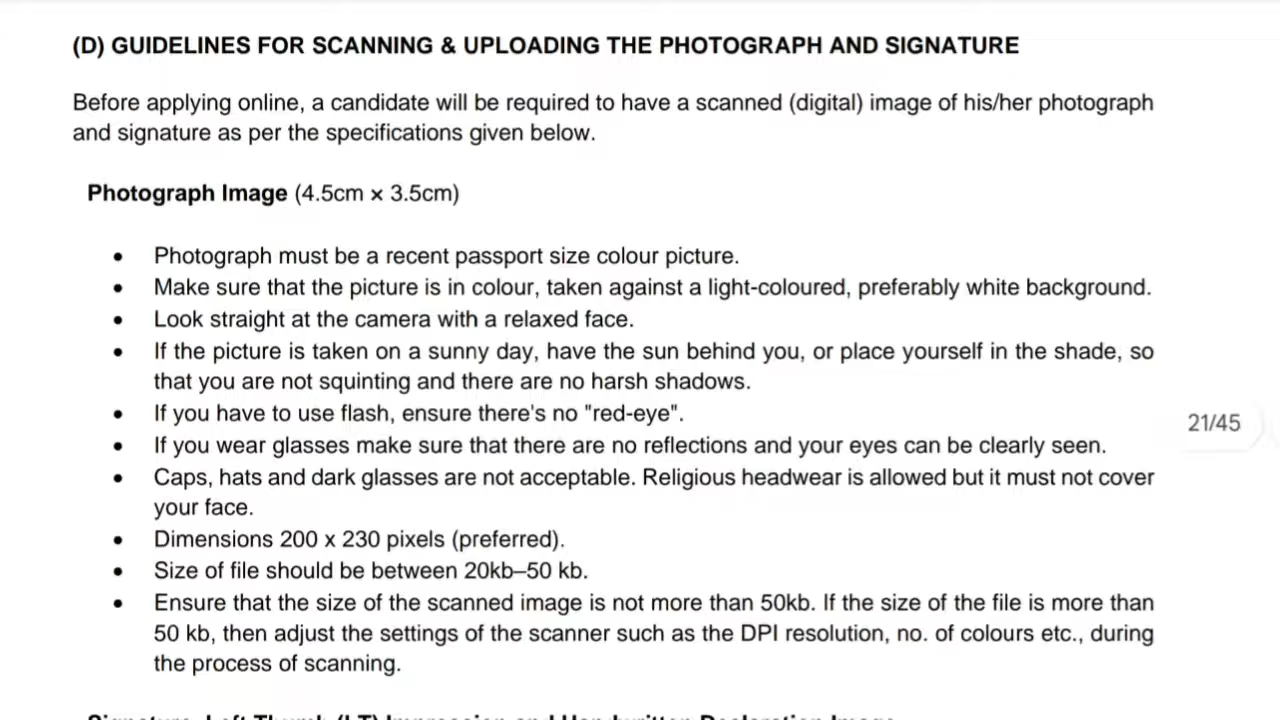 (D) GUIDELINES FOR SCANNING & UPLOADING THE PHOTOGRAPH AND SIGNATURE
Before applying online, a candidate will be required to have a scanned (digital) image of his/her photograph
and signature as per the specifications given below.
Photograph Image (4.5cm × 3.5cm)
• Photograph must be a recent passport size colour picture.
• Make sure that the picture is in colour, taken against a light-coloured, preferably white background.
• Look straight at the camera with a relaxed face.
• If the picture is taken on a sunny day, have the sun behind you, or place yourself in the shade, so
that you are not squinting and there are no harsh shadows.
• If you have to use flash, ensure there's no "red-eye".
• If you wear glasses make sure that there are no reflections and your eyes can be clearly seen.
• Caps, hats and dark glasses are not acceptable. Religious headwear is allowed but it must not cover
your face.
• Dimensions 200 x 230 pixels (preferred).
• Size of file should be between 20kb–50 kb.
• Ensure that the size of the scanned image is not more than 50kb. If the size of the file is more than
50 kb, then adjust the settings of the scanner such as the DPI resolution, no. of colours etc., during
the process of scanning.
21/45
Signature, Left Thumb (LT) Impression and Handwritten Declaration Image